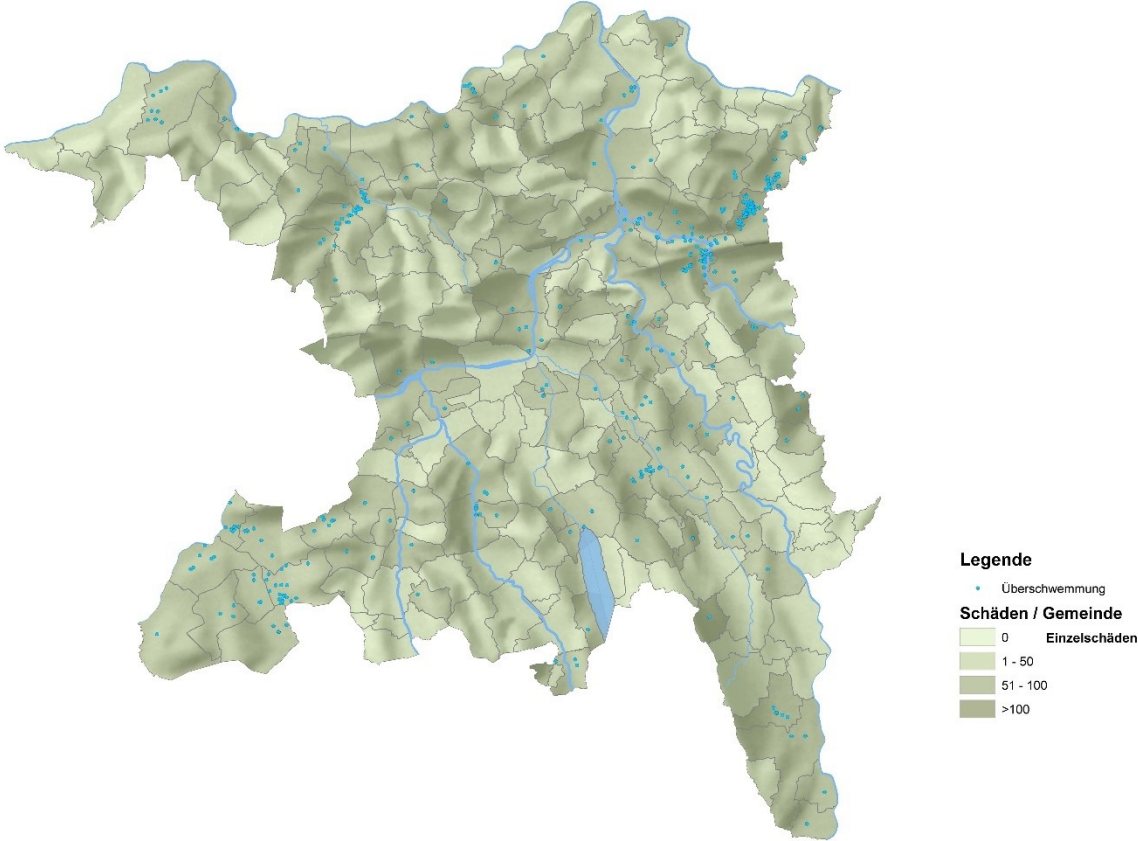 Legende
Überschwemmung
Schäden / Gemeinde
0 Einzelschäden
1 - 50
51 - 100
>100